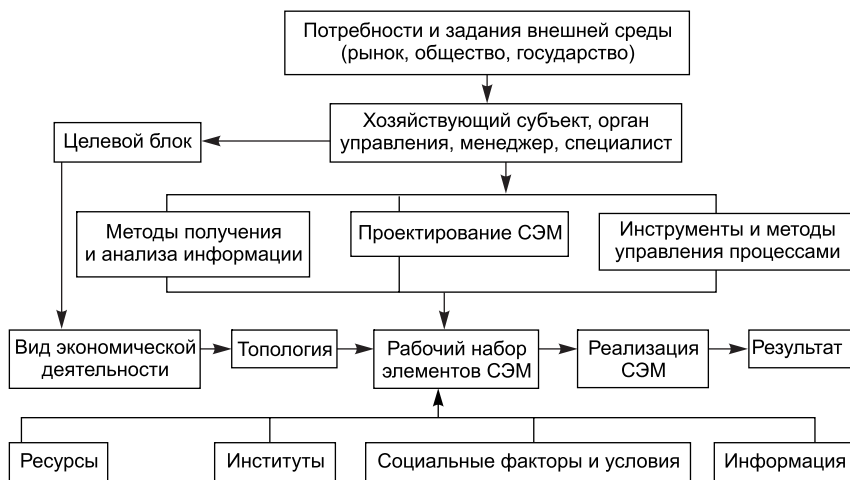 Потребности и задания внешней среды
(рынок, общество, государство)
Хозяйствующий субъект, орган
управления, менеджер, специалист
Целевой блок
Методы получения
и анализа информации
Проектирование СЭМ
Инструменты и методы
управления процессами
Вид экономической
деятельности
Топология
Рабочий набор
элементов СЭМ
Реализация
СЭМ
Результат
Ресурсы
Институты
Социальные факторы и условия
Информация